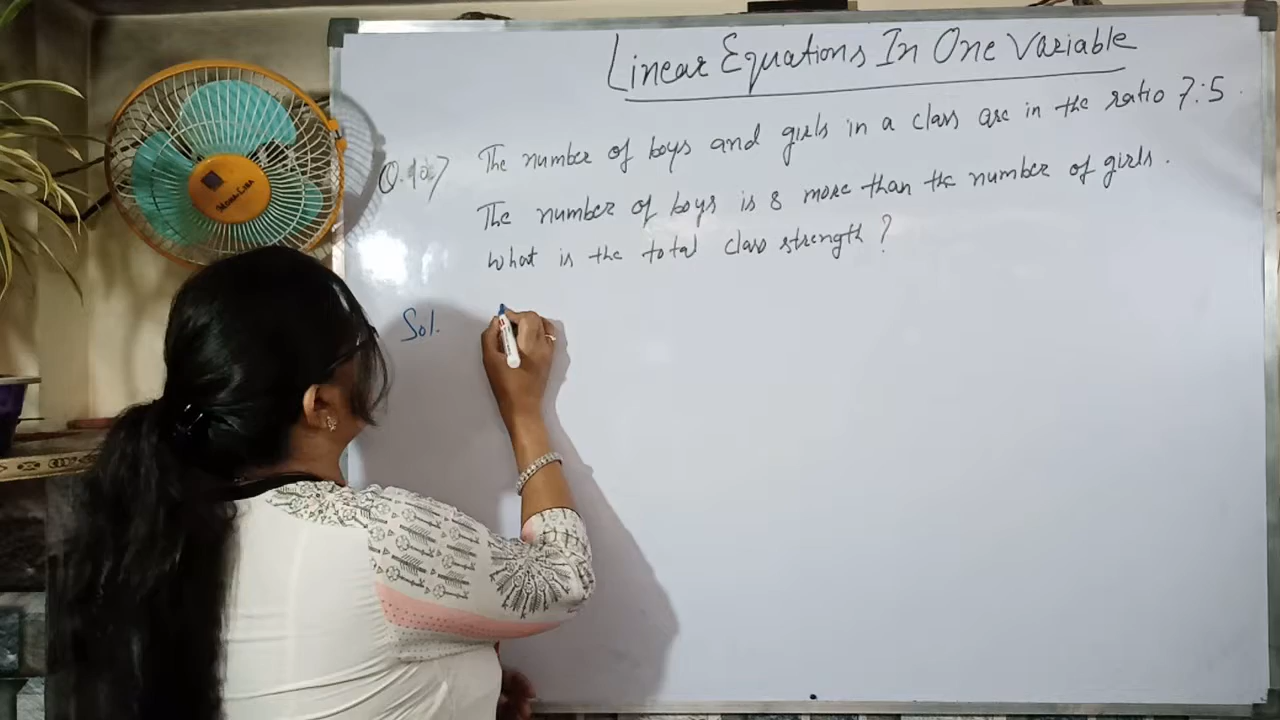 Linear Equations In One Variable
The number of boys and girls in a class are in the ratio 7:5.
The number of boys is 8 more than the number of girls.
What is the total class strength?
Sol.